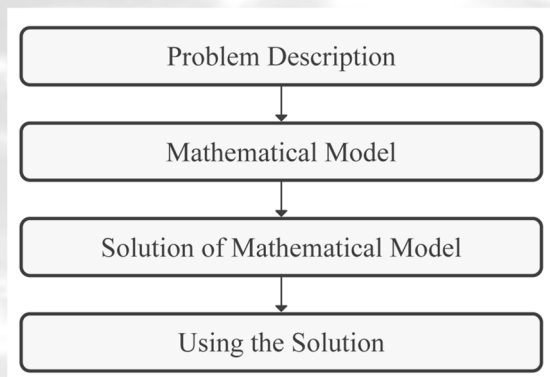 Problem Description
Mathematical Model
Solution of Mathematical Model
Using the Solution